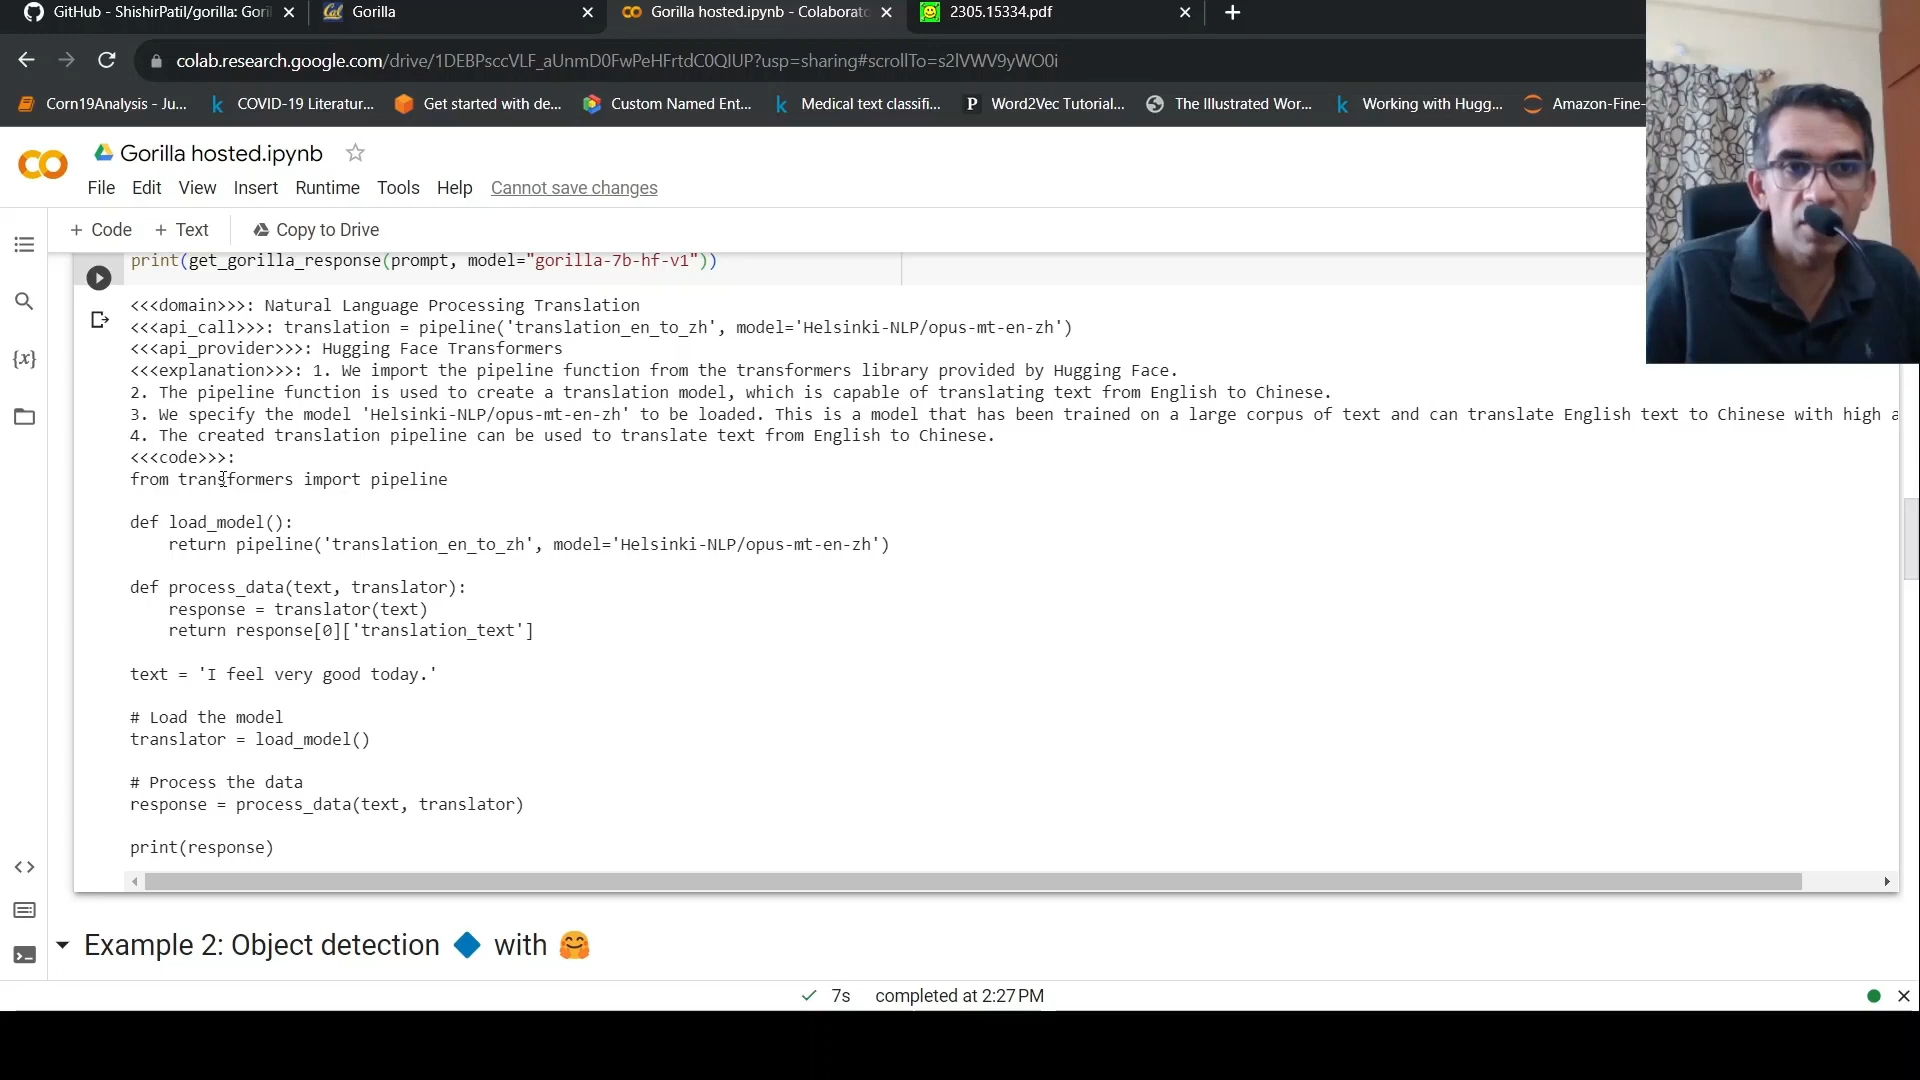 GitHub - ShishirPatil/gorilla: Goril
Gorilla
Gorilla hosted.ipynb - Colaborato
2305.15334.pdf
colab.research.google.com/drive/1DEBPsccVLF_aUnmD0FwPeHFrtdC0QIUP?usp=sharing#scrollTo=s2lVWV9yWO0i
Corn19Analysis - Ju...
COVID-19 Literatur...
Get started with de...
Custom Named Ent...
Medical text classifi...
Word2Vec Tutorial...
The Illustrated Wor...
Working with Hugg...
Amazon-Fine-
Gorilla hosted.ipynb
File Edit View Insert Runtime Tools Help Cannot save changes
+ Code + Text Copy to Drive
print(get_gorilla_response(prompt, model="gorilla-7b-hf-v1"))
<<<domain>>>: Natural Language Processing Translation
<<<api_call>>>: translation = pipeline('translation_en_to_zh', model='Helsinki-NLP/opus-mt-en-zh')
<<<api_provider>>>: Hugging Face Transformers
<<<explanation>>>: 1. We import the pipeline function from the transformers library provided by Hugging Face.
2. The pipeline function is used to create a translation model, which is capable of translating text from English to Chinese.
3. We specify the model 'Helsinki-NLP/opus-mt-en-zh' to be loaded. This is a model that has been trained on a large corpus of text and can translate English text to Chinese with high a
4. The created translation pipeline can be used to translate text from English to Chinese.
<<<code>>>:
from transformers import pipeline
def load_model():
return pipeline('translation_en_to_zh', model='Helsinki-NLP/opus-mt-en-zh')
def process_data(text, translator):
response = translator(text)
return response[0]['translation_text']
text = 'I feel very good today.'
# Load the model
translator = load_model()
# Process the data
response = process_data(text, translator)
print(response)
Example 2: Object detection 🔷 with 🤗
7s completed at 2:27 PM